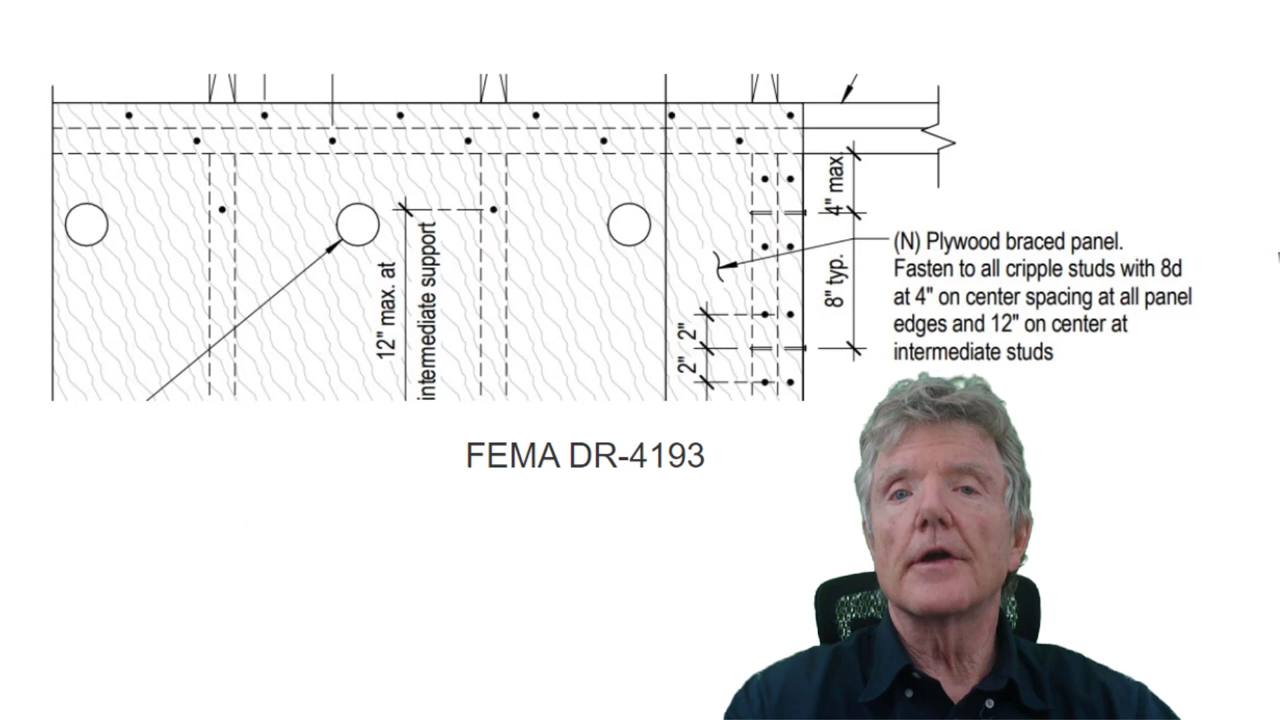 12" max. at
intermediate support
2" 2"
4" max.
8" typ.
(N) Plywood braced panel.
Fasten to all cripple studs with 8d
at 4" on center spacing at all panel
edges and 12" on center at
intermediate studs
FEMA DR-4193